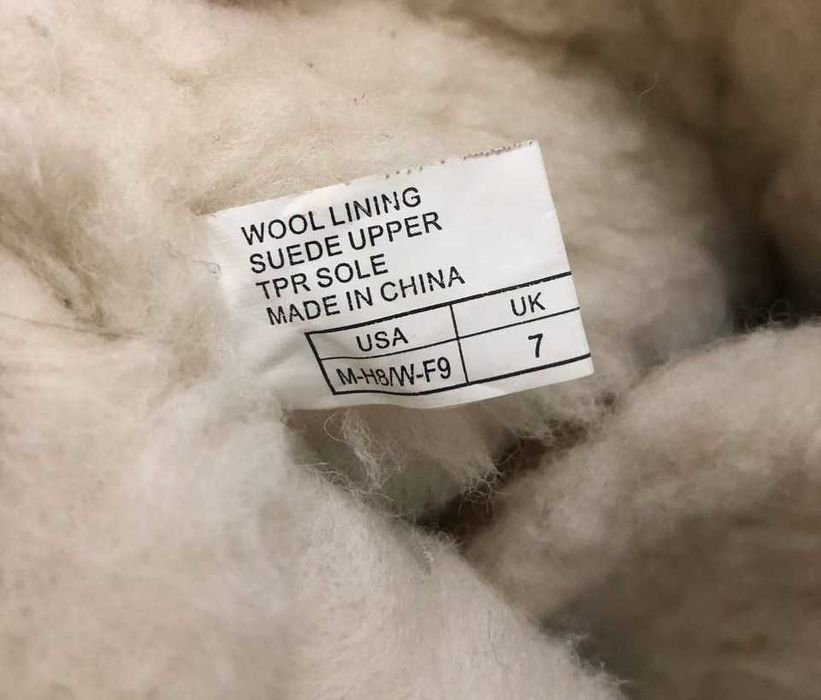 WOOL LINING
SUEDE UPPER
TPR SOLE
MADE IN CHINA
USA UK
M-H8/W-F9 7